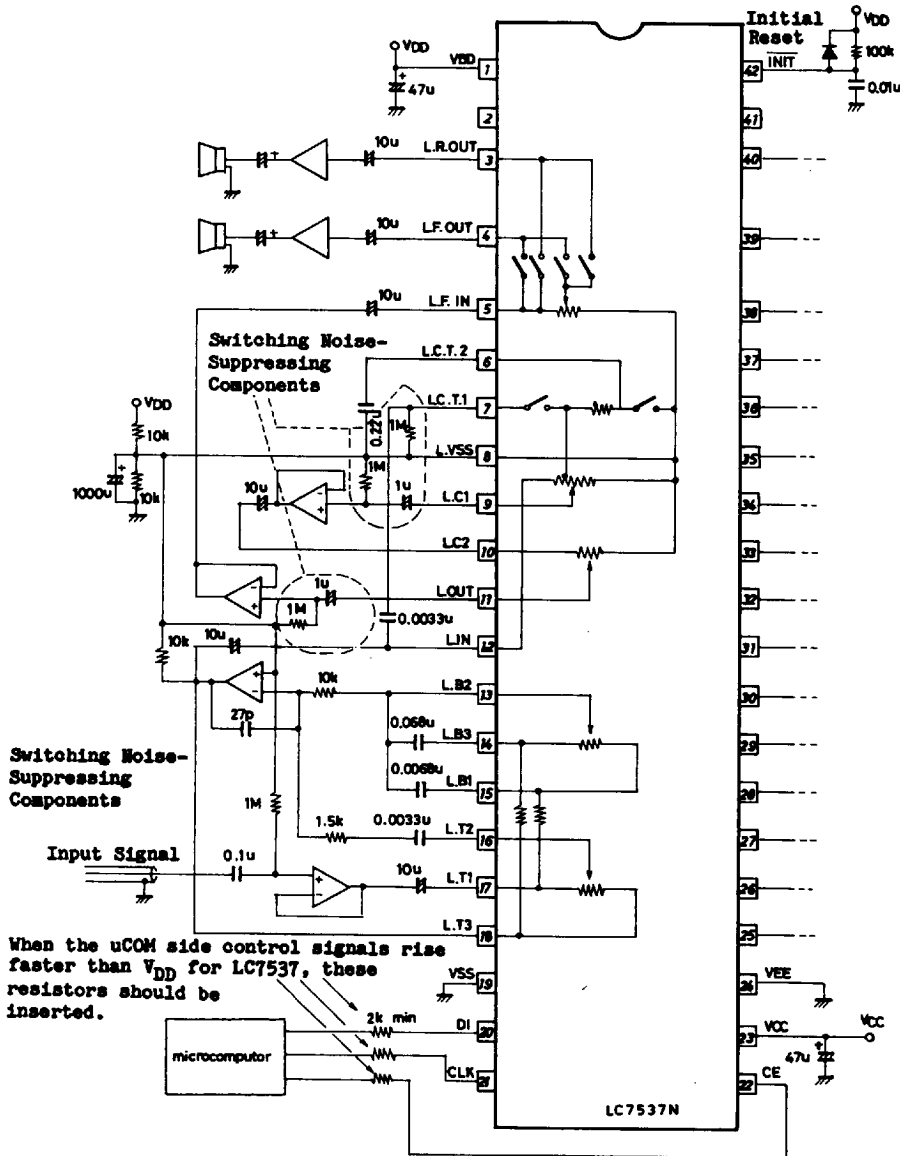 Initial
Reset
VDD
100k
0.01u
INIT
42
VDD
VBD
1
47u
2
41
10u
L.R.OUT
3
40
10u
L.F.OUT
4
39
10u
L.F. IN
5
38
Switching Noise-
Suppressing
Components
L.C.T.2
6
37
L.C.T.1
7
36
0.22u
1M
VDD
10k
L.VSS
8
35
1000u
10k
1M
10u
1u
L.C1
9
34
L.C2
10
33
1u
L.OUT
11
32
1M
0.0033u
10k
10u
L.IN
12
31
10k
L.B2
13
30
27p
0.068u
L.B3
14
29
Switching Noise-
Suppressing
Components
0.0068u
L.B1
15
28
1M
1.5k
0.0033u
L.T2
16
27
Input Signal
0.1u
10u
L.T1
17
26
L.T3
18
25
When the uCOM side control signals rise
faster than VDD for LC7537, these
resistors should be
inserted.
VSS
19
VEE
24
2k min
DI
20
VCC
23
VCC
47u
microcomputor
CLK
21
CE
22
LC7537N